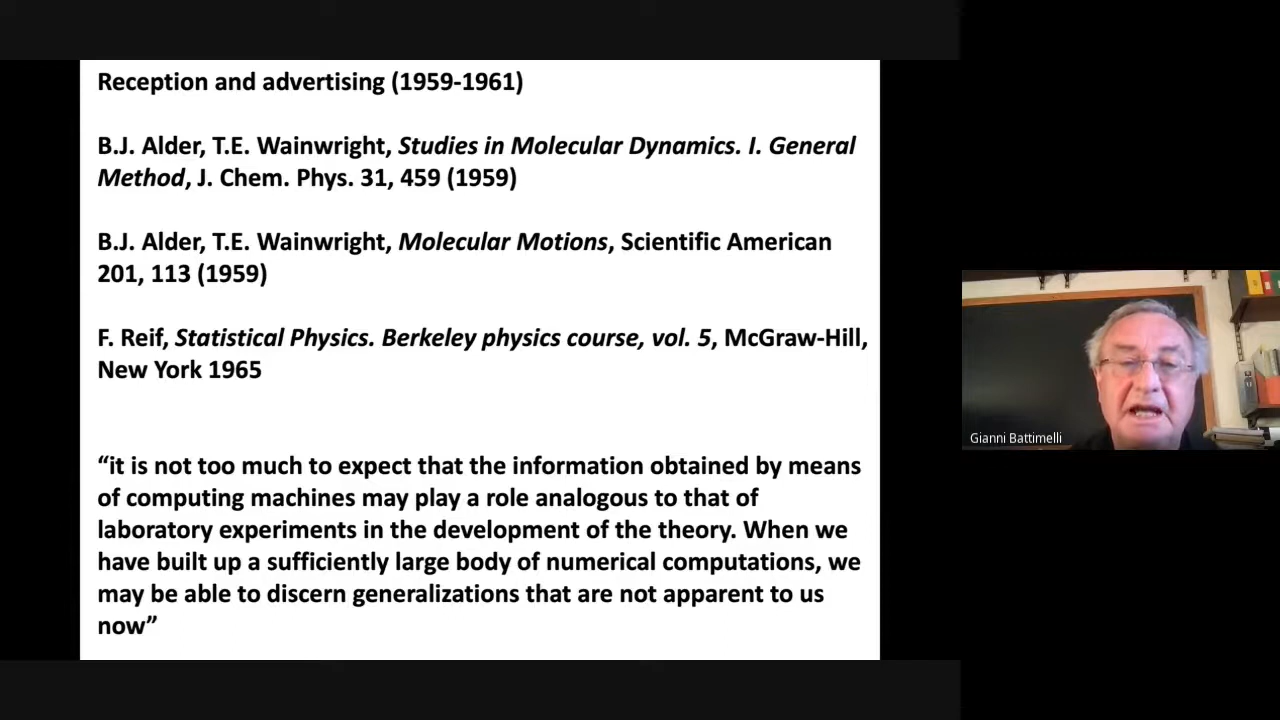 Reception and advertising (1959-1961)
B.J. Alder, T.E. Wainwright, Studies in Molecular Dynamics. I. General
Method, J. Chem. Phys. 31, 459 (1959)
B.J. Alder, T.E. Wainwright, Molecular Motions, Scientific American
201, 113 (1959)
F. Reif, Statistical Physics. Berkeley physics course, vol. 5, McGraw-Hill,
New York 1965
“it is not too much to expect that the information obtained by means
of computing machines may play a role analogous to that of
laboratory experiments in the development of the theory. When we
have built up a sufficiently large body of numerical computations, we
may be able to discern generalizations that are not apparent to us
now”
Gianni Battimelli